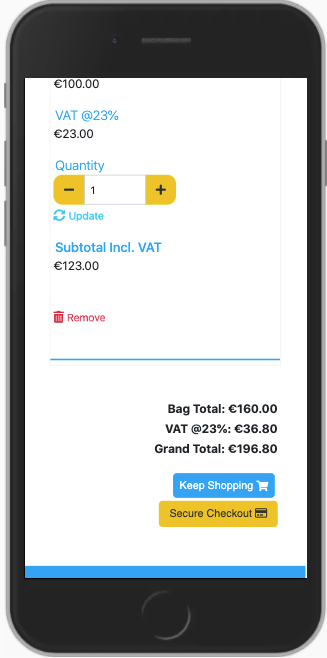 €100.00
VAT @23%
€23.00
Quantity
1
Update
Subtotal Incl. VAT
€123.00
Remove
Bag Total: €160.00
VAT @23%: €36.80
Grand Total: €196.80
Keep Shopping
Secure Checkout